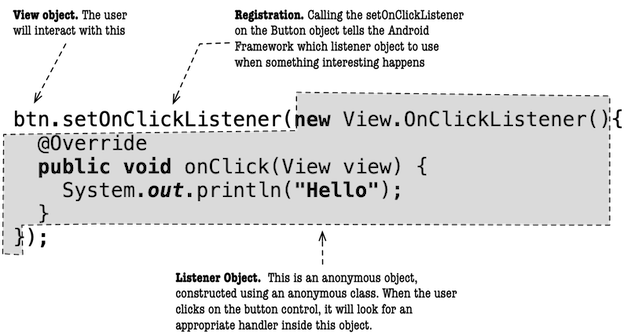 View object. The user
will interact with this
Registration. Calling the setOnClickListener
on the Button object tells the Android
Framework which listener object to use
when something interesting happens
btn.setOnClickListener(new View.OnClickListener(){
@Override
public void onClick(View view) {
System.out.println("Hello");
}
});
Listener Object. This is an anonymous object,
constructed using an anonymous class. When the user
clicks on the button control, it will look for an
appropriate handler inside this object.